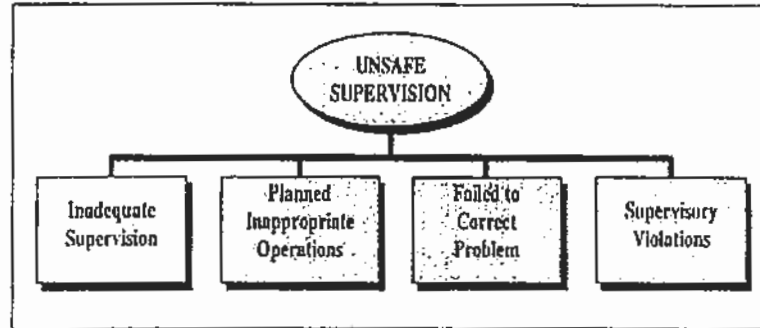 UNSAFE
SUPERVISION
Inadequate
Supervision
Planned
Inappropriate
Operations
Failed to
Correct
Problem
Supervisory
Violations